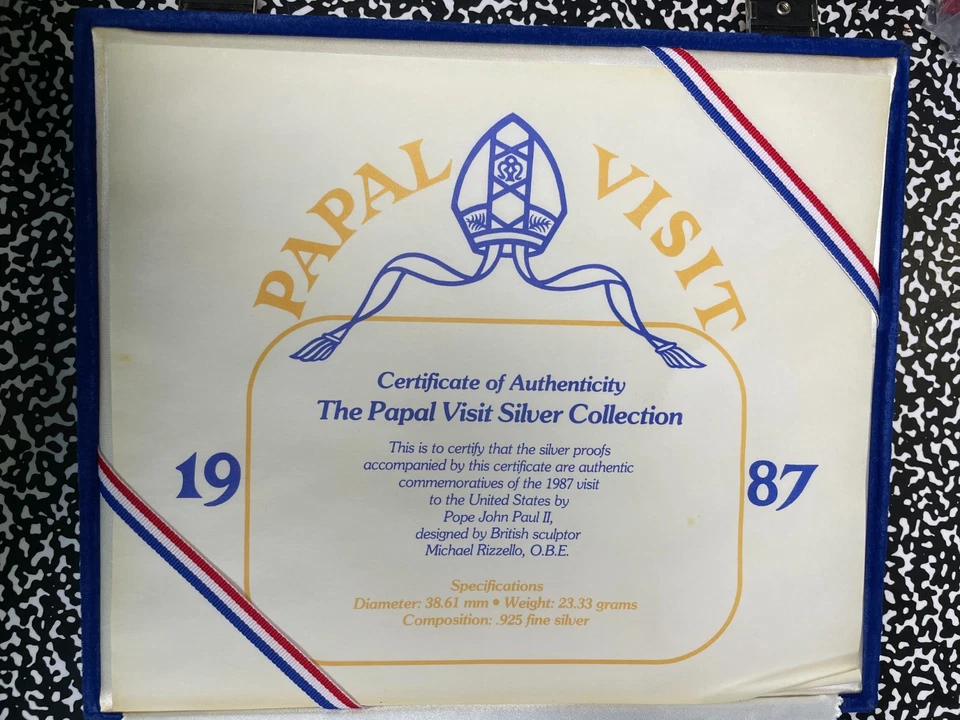 PAPAL VISIT
Certificate of Authenticity
The Papal Visit Silver Collection
This is to certify that the silver proofs
accompanied by this certificate are authentic
commemoratives of the 1987 visit
to the United States by
Pope John Paul II,
designed by British sculptor
Michael Rizzello, O.B.E.
19 87
Specifications
Diameter: 38.61 mm • Weight: 23.33 grams
Composition: .925 fine silver